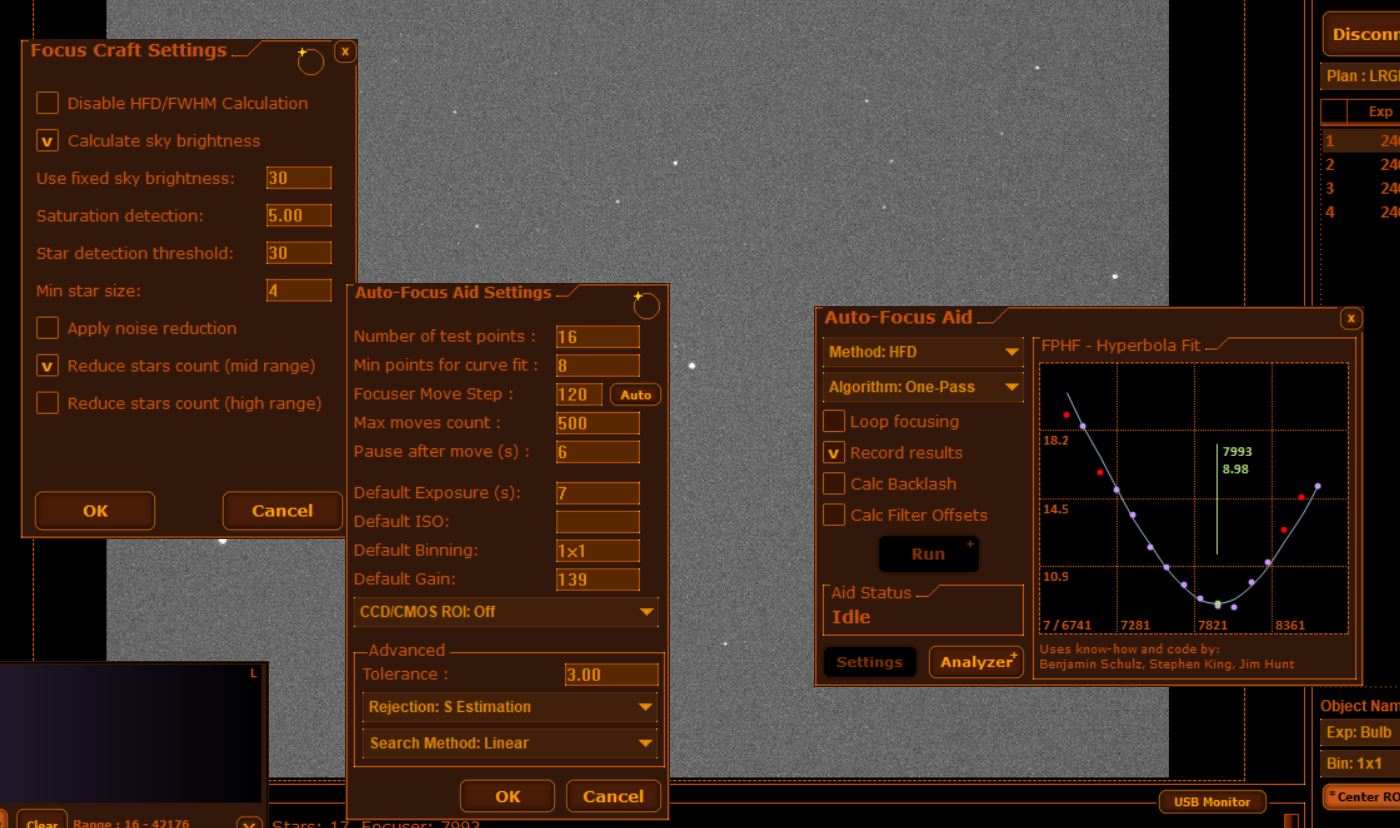 Focus Craft Settings
x
Disable HFD/FWHM Calculation
v Calculate sky brightness
Use fixed sky brightness: 30
Saturation detection: 5.00
Star detection threshold: 30
Min star size: 4
Apply noise reduction
v Reduce stars count (mid range)
Reduce stars count (high range)
OK Cancel
Auto-Focus Aid Settings
Number of test points : 16
Min points for curve fit : 8
Focuser Move Step : 120 Auto
Max moves count : 500
Pause after move (s) : 6
Default Exposure (s): 7
Default ISO:
Default Binning: 1×1
Default Gain: 139
CCD/CMOS ROI: Off
Advanced
Tolerance : 3.00
Rejection: S Estimation
Search Method: Linear
OK Cancel
Auto-Focus Aid
x
Method: HFD
Algorithm: One-Pass
Loop focusing
v Record results
Calc Backlash
Calc Filter Offsets
Run +
Aid Status
Idle
Settings Analyzer+
FPHF - Hyperbola Fit
7993
8.98
18.2
14.5
10.9
7 / 6741 7281 7821 8361
Uses know-how and code by:
Benjamin Schulz, Stephen King, Jim Hunt
Disconn
Plan : LRG
Exp
1 24
2 24
3 24
4 24
Object Nam
Exp: Bulb
Bin: 1x1
*Center RO
USB Monitor
L
Clear Range : 16 - 42176 v
Stars: 17 Focuser: 7993